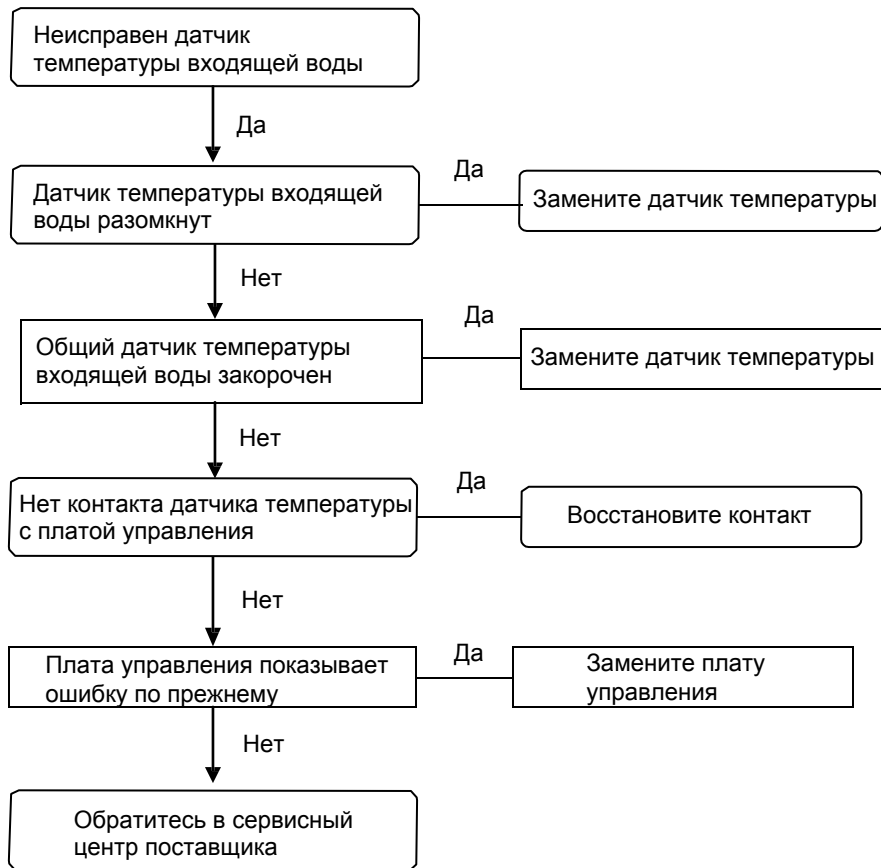 Неисправен датчик
температуры входящей воды
Да
Датчик температуры входящей
воды разомкнут
Да
Замените датчик температуры
Нет
Общий датчик температуры
входящей воды закорочен
Да
Замените датчик температуры
Нет
Нет контакта датчика температуры
с платой управления
Да
Восстановите контакт
Нет
Плата управления показывает
ошибку по прежнему
Да
Замените плату
управления
Нет
Обратитесь в сервисный
центр поставщика